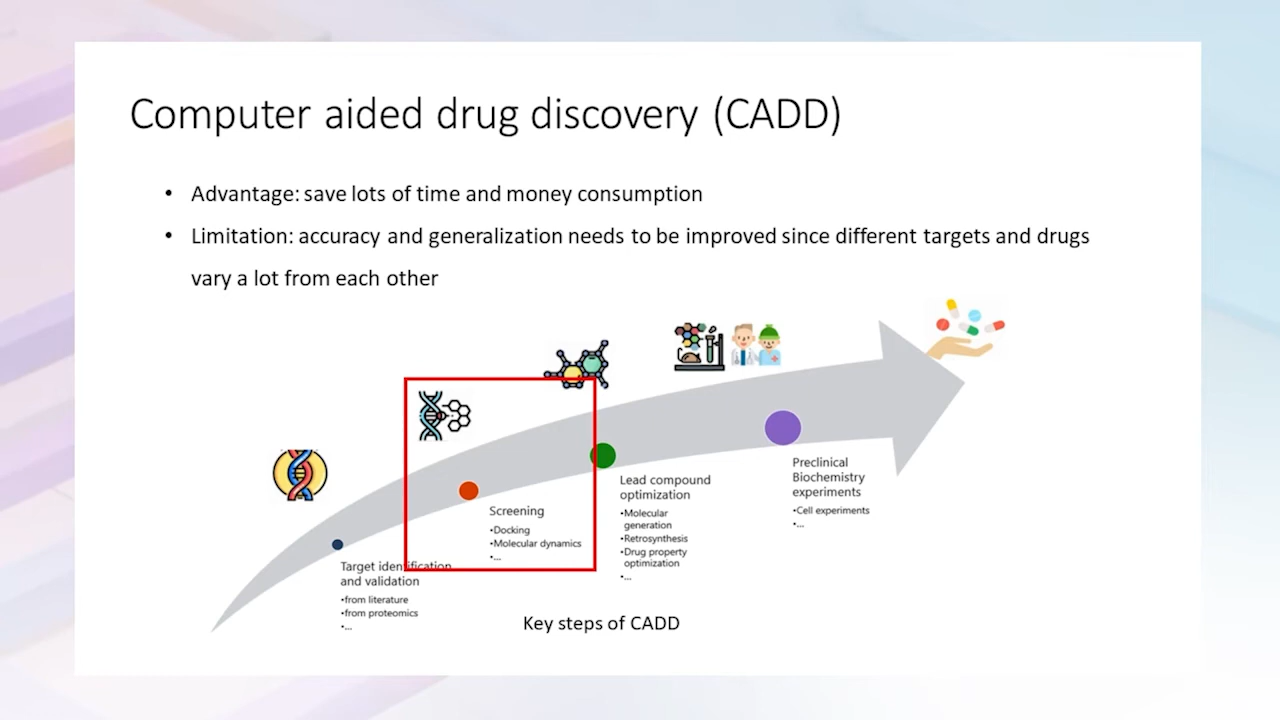 Computer aided drug discovery (CADD)
• Advantage: save lots of time and money consumption
• Limitation: accuracy and generalization needs to be improved since different targets and drugs
vary a lot from each other
Target identification
and validation
•from literature
•from proteomics
•...
Screening
•Docking
•Molecular dynamics
•...
Lead compound
optimization
•Molecular
generation
•Retrosynthesis
•Drug property
optimization
•...
Preclinical
Biochemistry
experiments
•Cell experiments
•...
Key steps of CADD